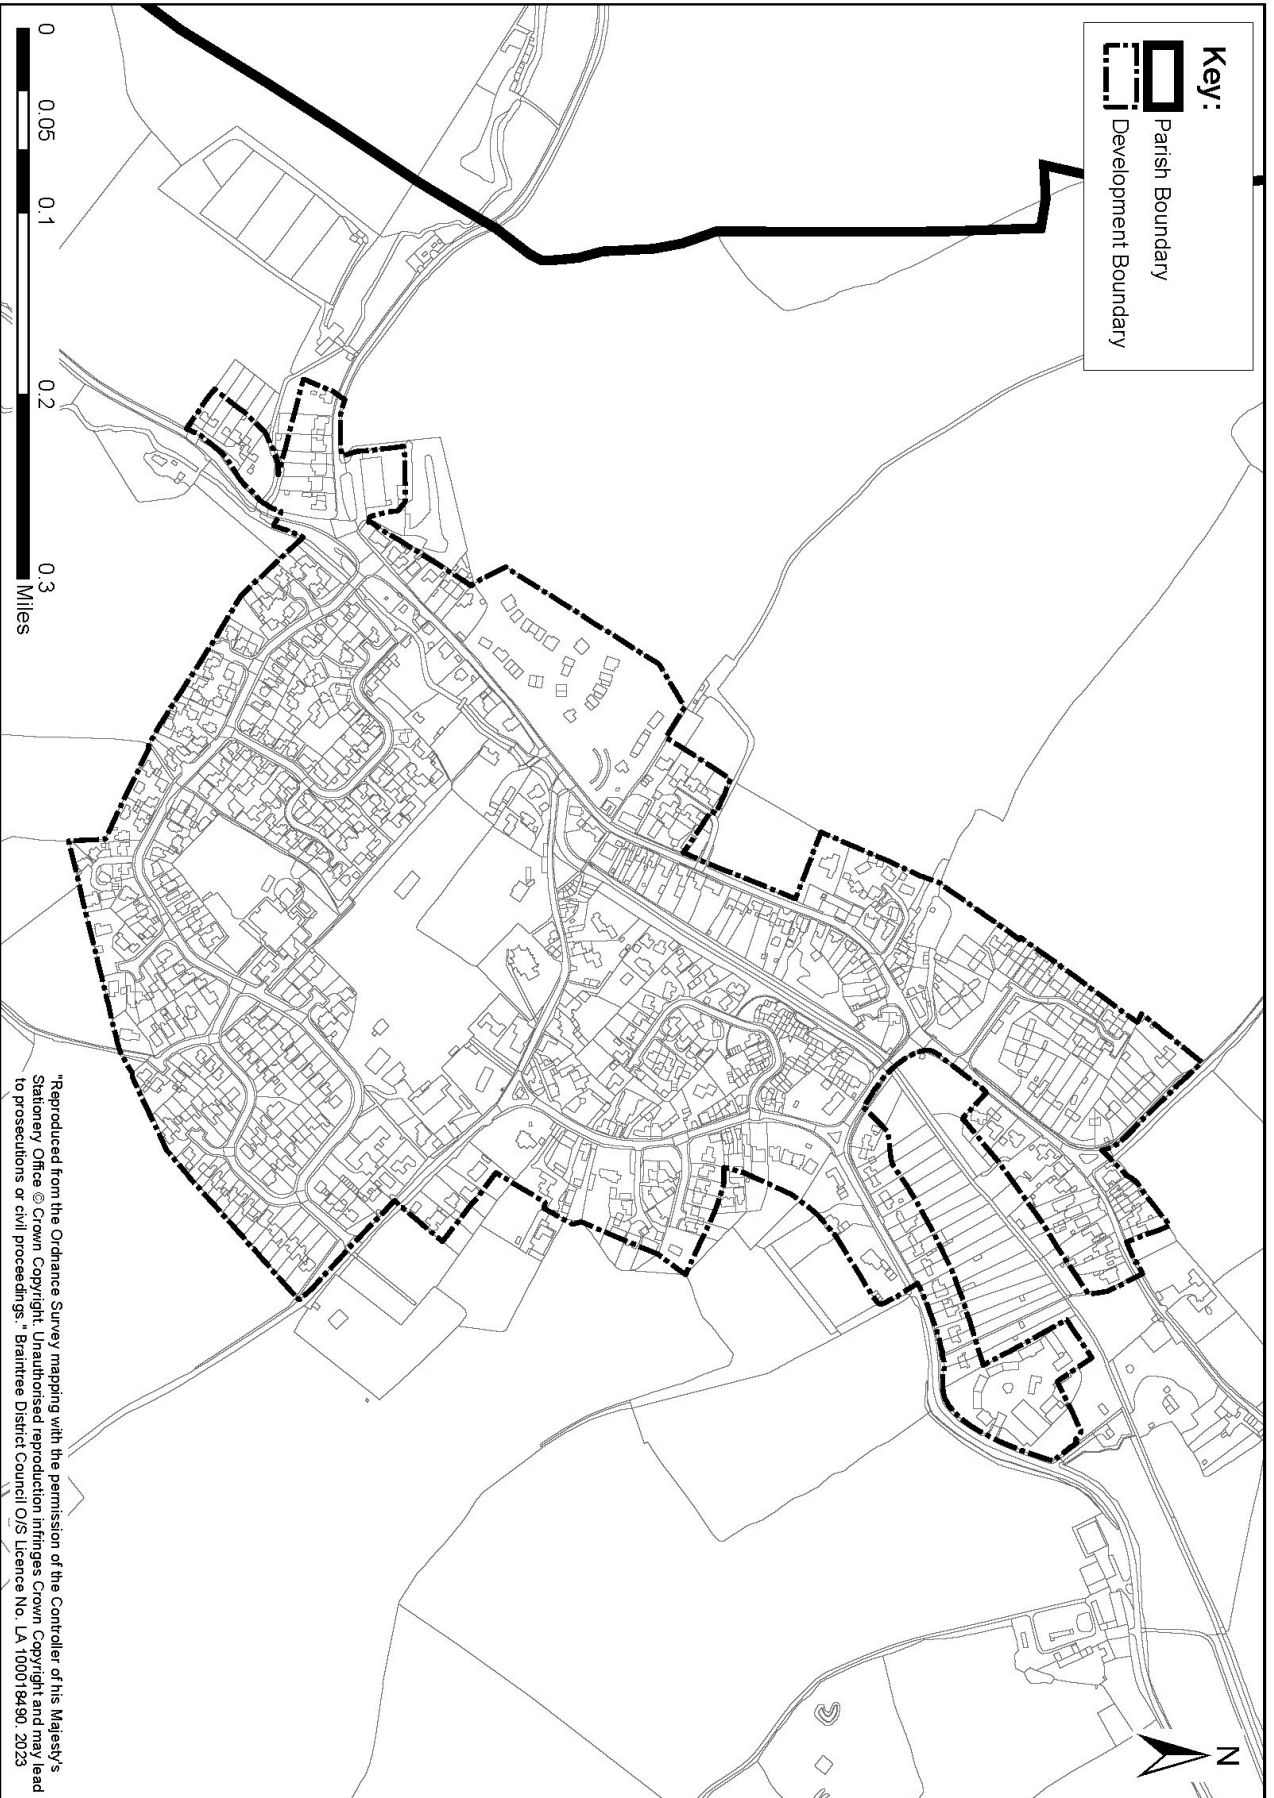 Key:
Parish Boundary
Development Boundary
N
0 0.05 0.1 0.2 0.3
Miles
"Reproduced from the Ordnance Survey mapping with the permission of the Controller of his Majesty's
Stationery Office © Crown Copyright. Unauthorised reproduction infringes Crown Copyright and may lead
to prosecutions or civil proceedings." Braintree District Council O/S Licence No. LA 100018490. 2023